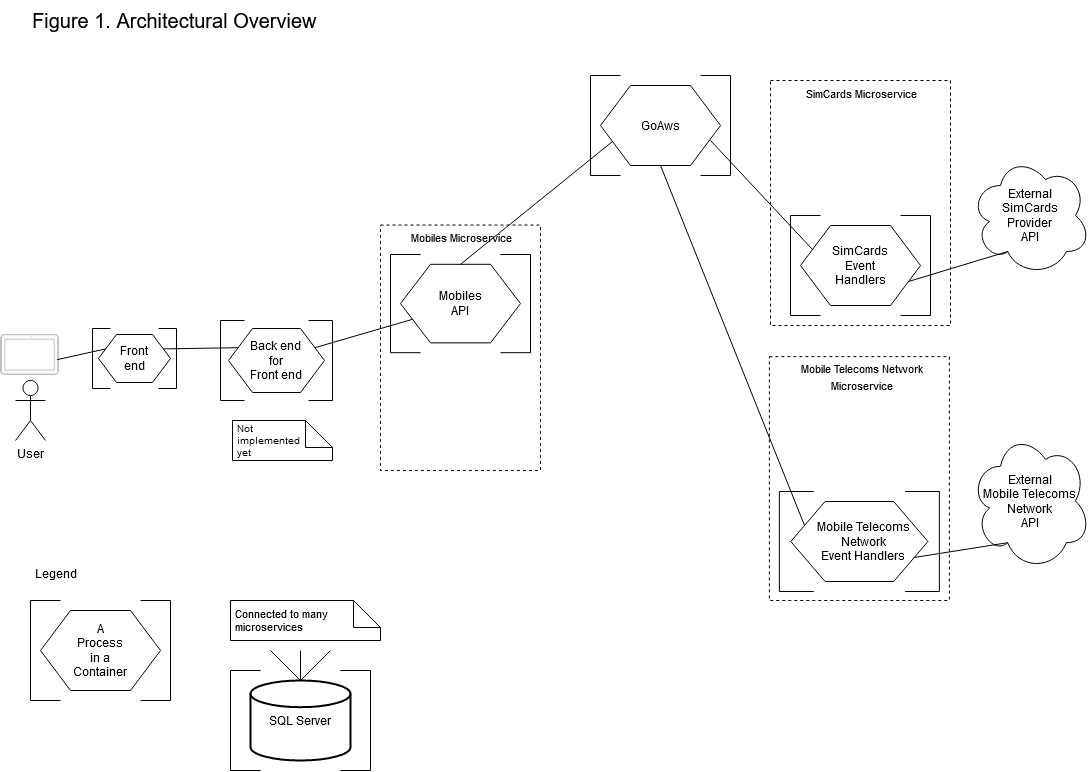 Figure 1. Architectural Overview
GoAws
SimCards Microservice
External
SimCards
Provider
API
SimCards
Event
Handlers
Mobiles Microservice
Mobiles
API
Front
end
Back end
for
Front end
Not
implemented
yet
User
Mobile Telecoms Network
Microservice
External
Mobile Telecoms
Network
API
Mobile Telecoms
Network
Event Handlers
Legend
A
Process
in a
Container
Connected to many
microservices
SQL Server